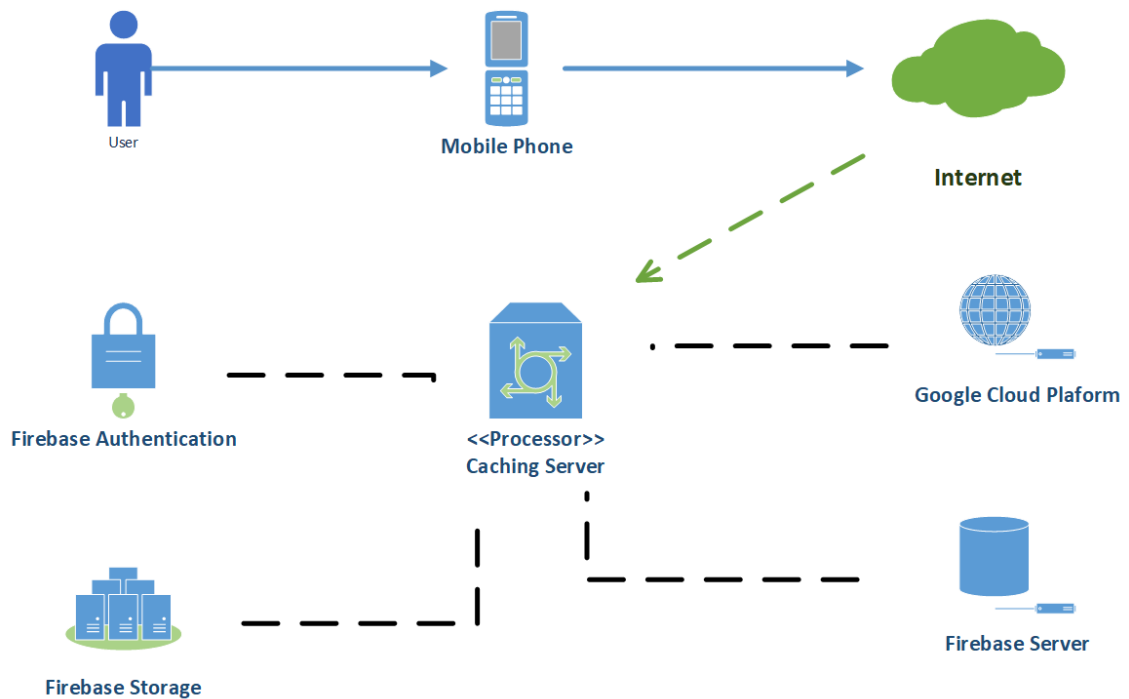 User
Mobile Phone
Internet
Firebase Authentication
<<Processor>>
Caching Server
Google Cloud Plaform
Firebase Storage
Firebase Server